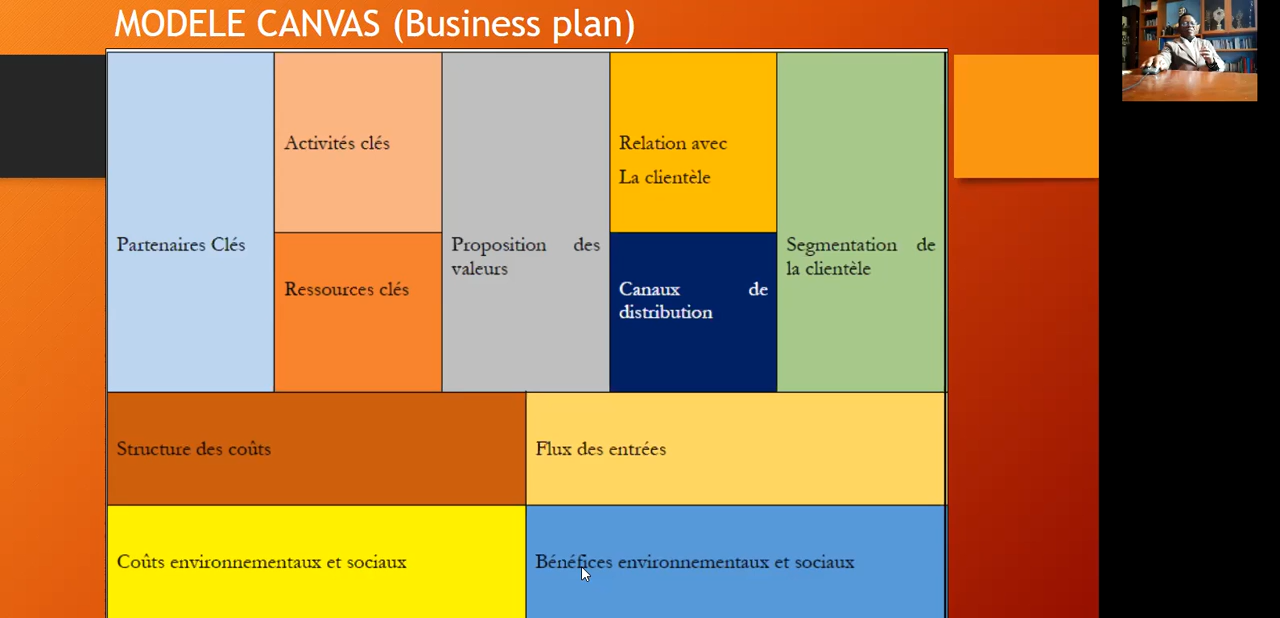 MODELE CANVAS (Business plan)
Partenaires Clés
Activités clés
Ressources clés
Proposition des
valeurs
Relation avec
La clientèle
Canaux de
distribution
Segmentation de
la clientèle
Structure des coûts
Flux des entrées
Coûts environnementaux et sociaux
Bénéfices environnementaux et sociaux